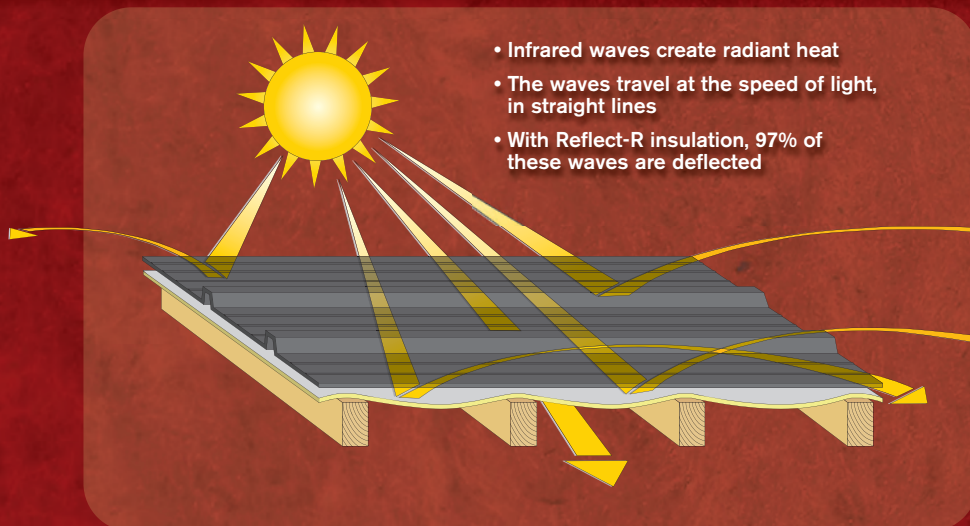 • Infrared waves create radiant heat
• The waves travel at the speed of light,
in straight lines
• With Reflect-R insulation, 97% of
these waves are deflected